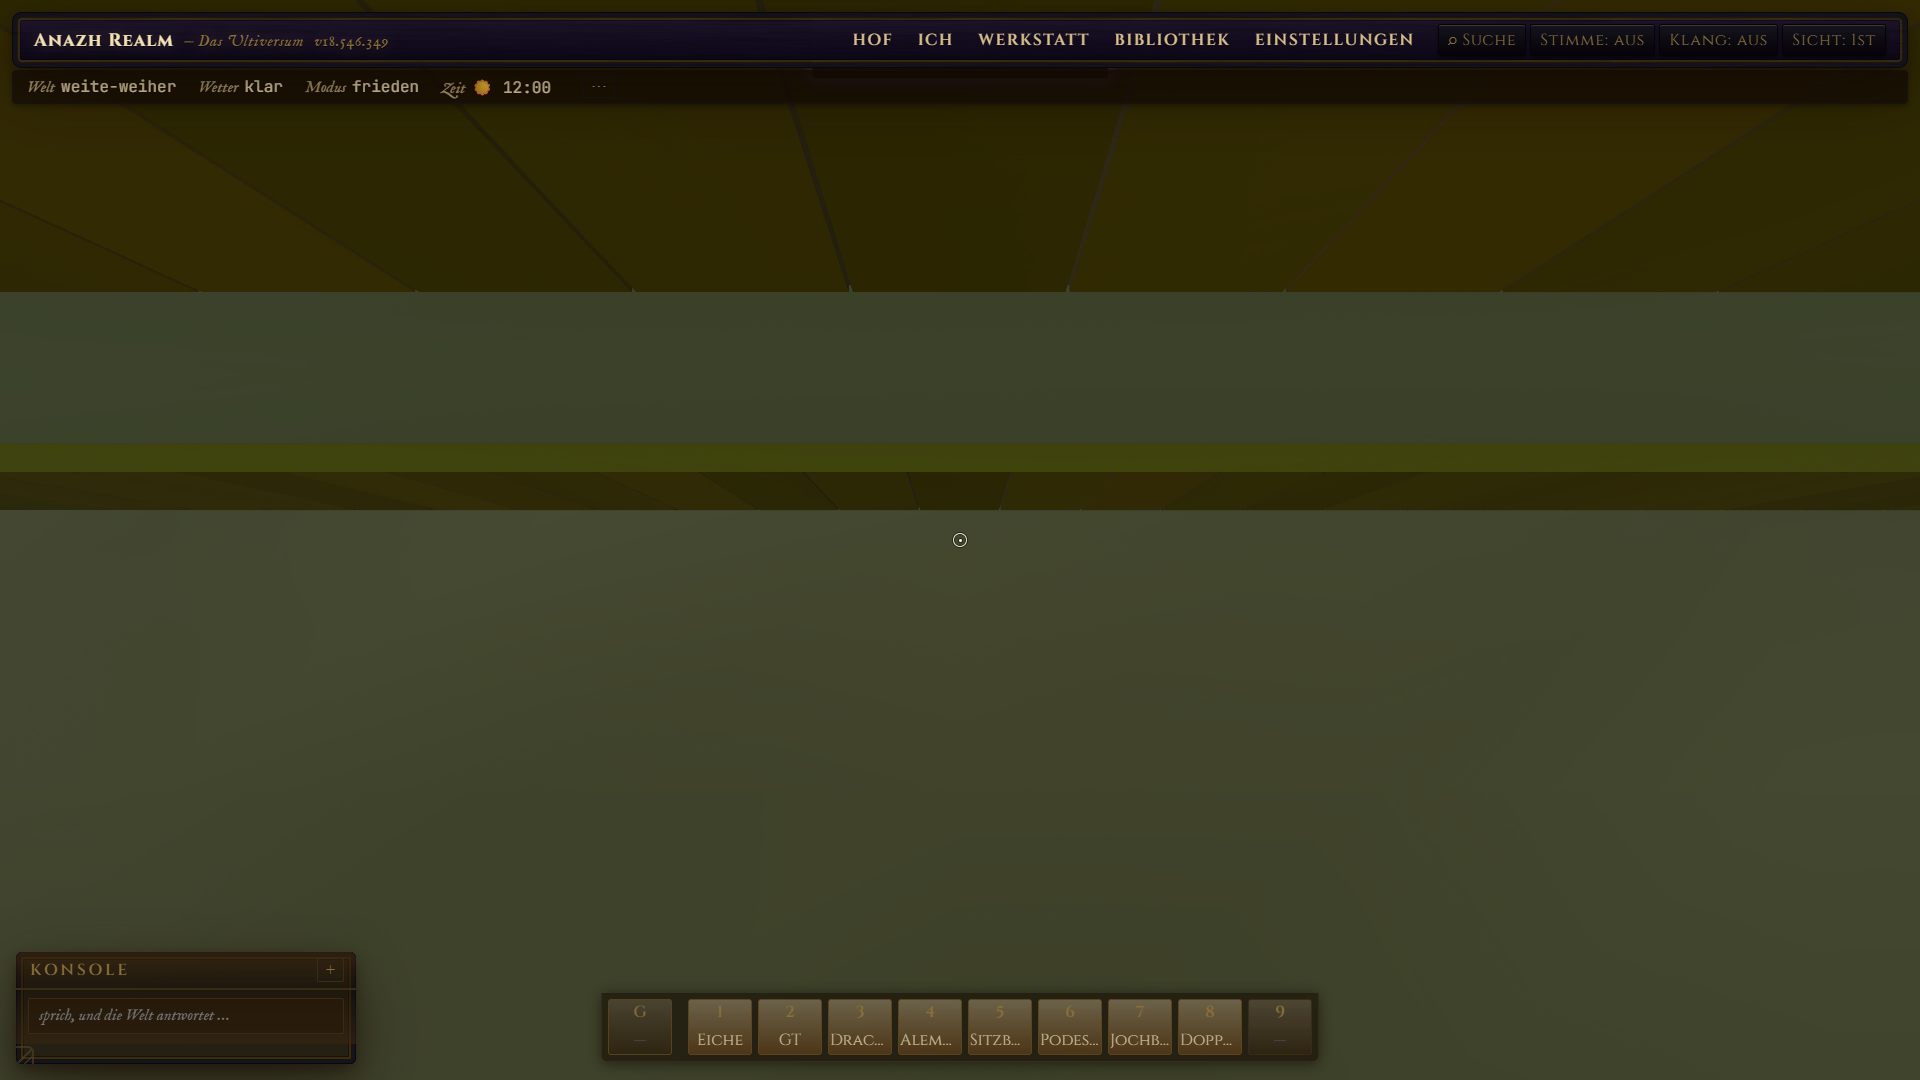 Anazh Realm — Das Ultiversum v18.546.349 HOF ICH WERKSTATT BIBLIOTHEK EINSTELLUNGEN ⌕ SUCHE STIMME: AUS KLANG: AUS SICHT: IST
Welt weite-weiher Wetter klar Modus frieden Zeit 12:00 ...
KONSOLE +
sprich, und die Welt antwortet ...
G 1 2 3 4 5 6 7 8 9
— EICHE GT DRAC... ALEM... SITZB... PODES... JOCHB... DOPP... —